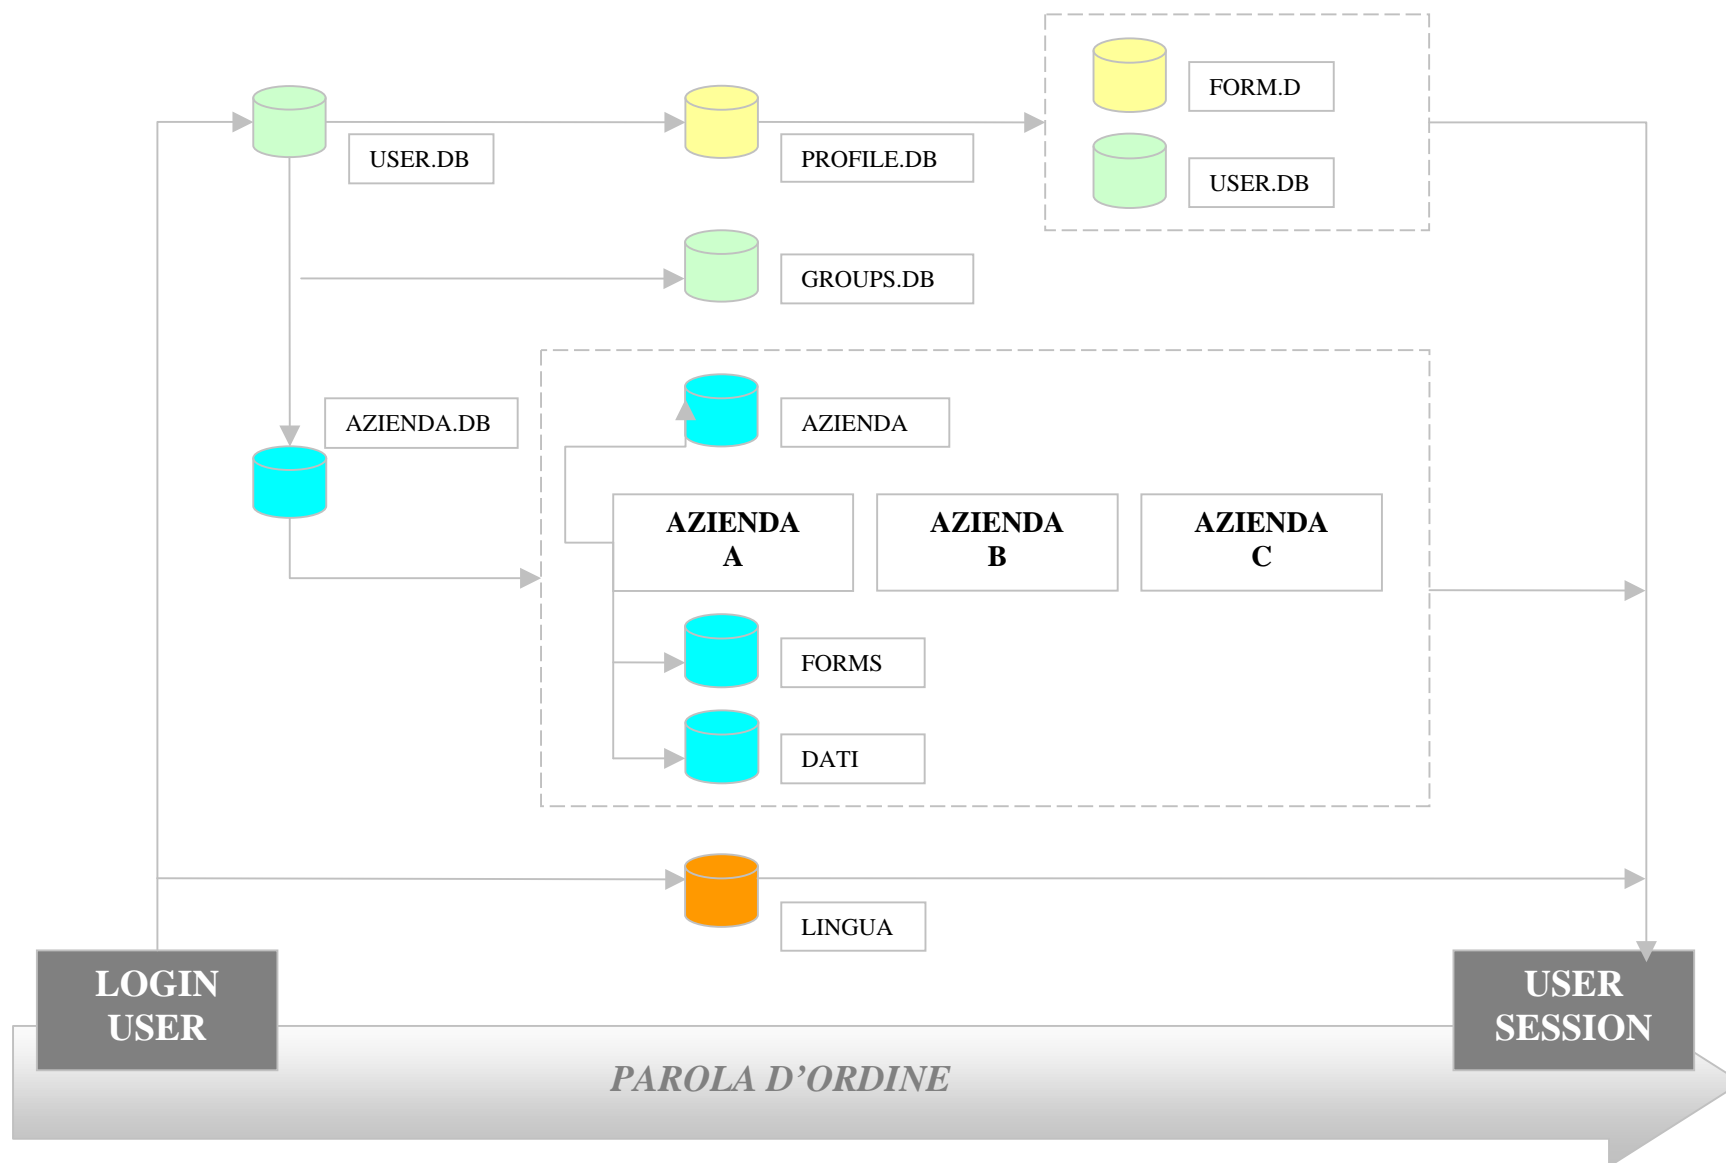 FORM.D
USER.DB
PROFILE.DB
USER.DB
GROUPS.DB
AZIENDA.DB
AZIENDA
AZIENDA
A
AZIENDA
B
AZIENDA
C
FORMS
DATI
LINGUA
LOGIN
USER
USER
SESSION
PAROLA D’ORDINE